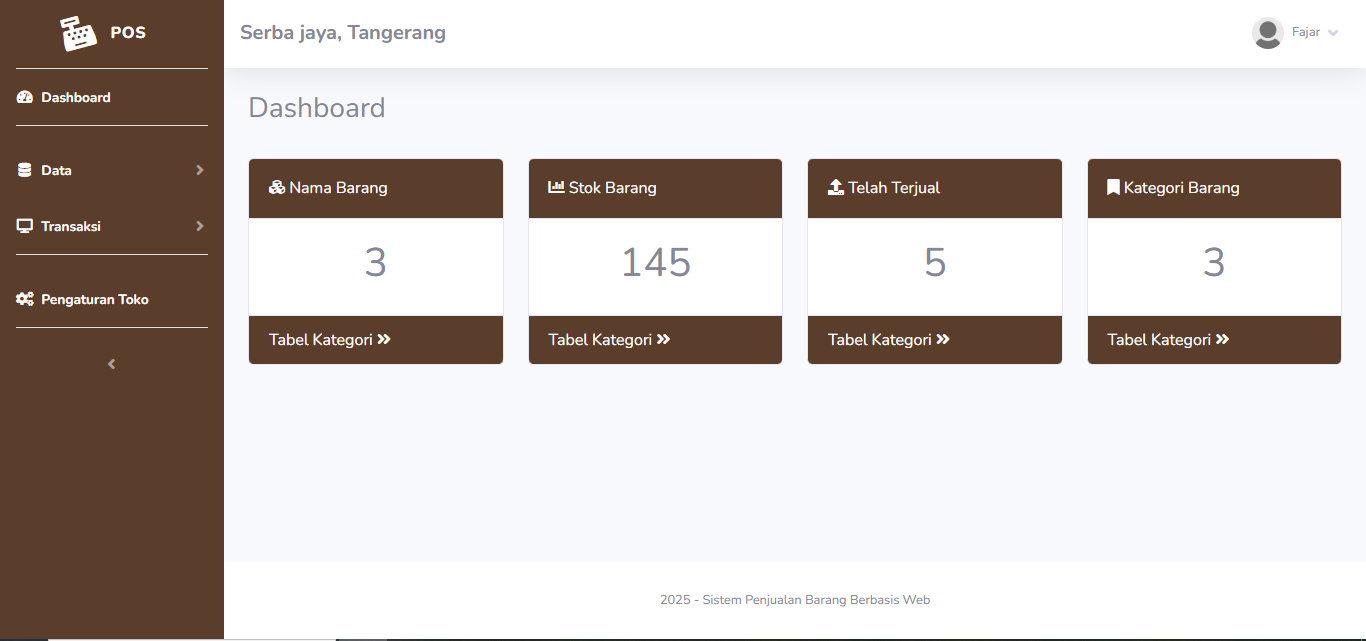 POS
Serba jaya, Tangerang
Fajar
Dashboard
Data
Transaksi
Pengaturan Toko
Dashboard
Nama Barang
3
Tabel Kategori
Stok Barang
145
Tabel Kategori
Telah Terjual
5
Tabel Kategori
Kategori Barang
3
Tabel Kategori
2025 - Sistem Penjualan Barang Berbasis Web